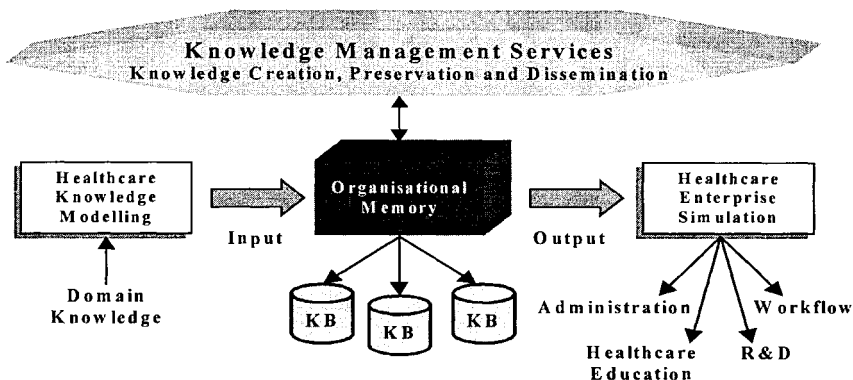 Knowledge Management Services
Knowledge Creation, Preservation and Dissemination
Healthcare
Knowledge
Modelling
Input
Organisational
Memory
Output
Healthcare
Enterprise
Simulation
Domain
Knowledge
KB
KB
KB
Administration
Workflow
Healthcare
Education
R&D